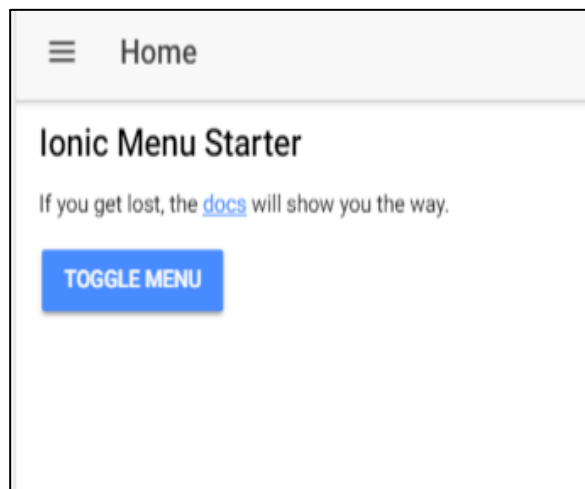 Home
Ionic Menu Starter
If you get lost, the docs will show you the way.
TOGGLE MENU